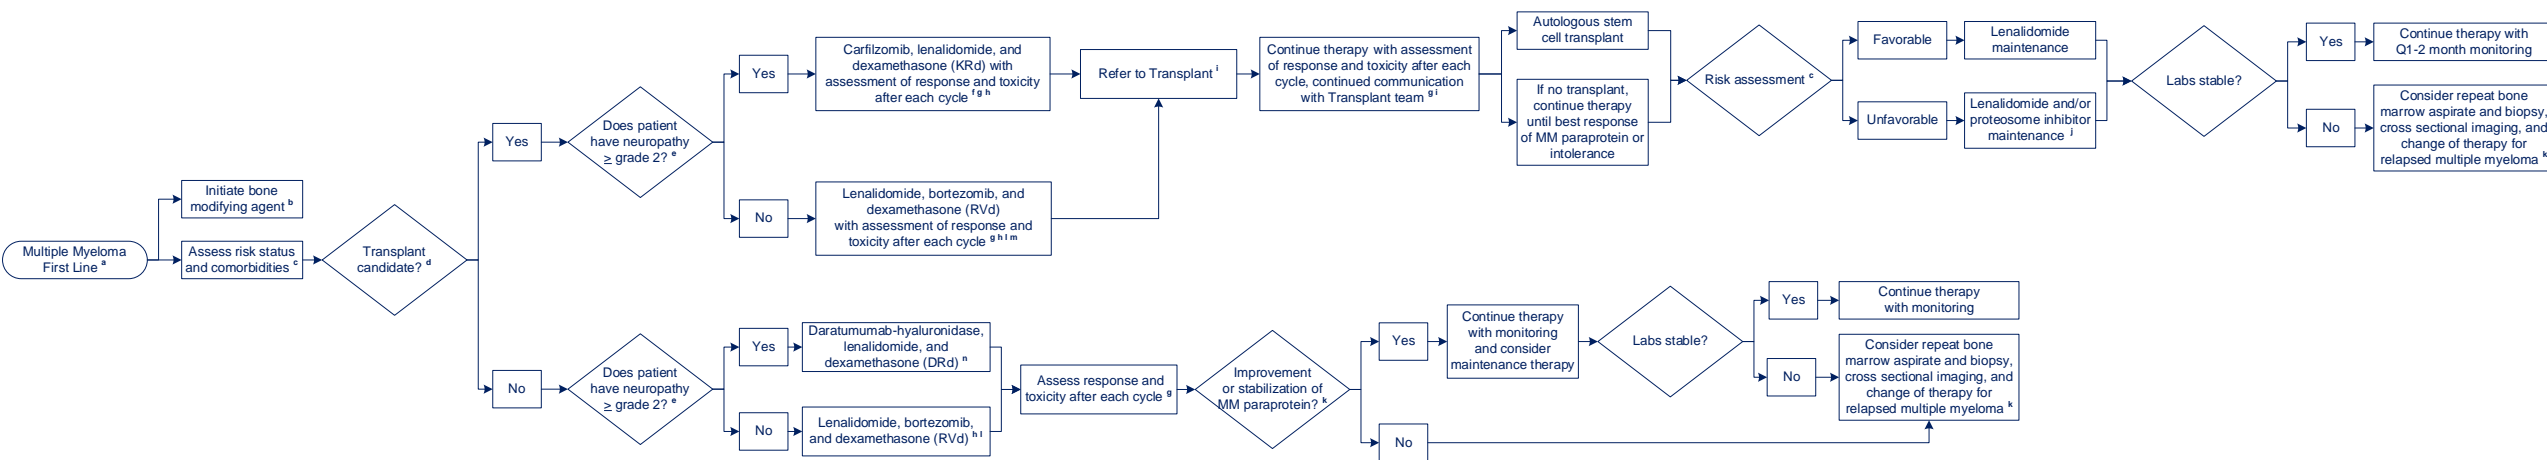 Multiple Myeloma
First Line a
Initiate bone
modifying agent b
Assess risk status
and comorbidities c
Transplant
candidate? d
Yes
Does patient
have neuropathy
≥ grade 2? e
Yes
Carfilzomib, lenalidomide, and
dexamethasone (KRd) with
assessment of response and toxicity
after each cycle f g h
No
Lenalidomide, bortezomib, and
dexamethasone (RVd)
with assessment of response and
toxicity after each cycle g h l m
Refer to Transplant i
Continue therapy with assessment
of response and toxicity after each
cycle, continued communication
with Transplant team g i
Autologous stem
cell transplant
If no transplant,
continue therapy
until best response
of MM paraprotein or
intolerance
Risk assessment c
Favorable
Lenalidomide
maintenance
Unfavorable
Lenalidomide and/or
proteosome inhibitor
maintenance j
Labs stable?
Yes
Continue therapy with
Q1-2 month monitoring
No
Consider repeat bone
marrow aspirate and biopsy,
cross sectional imaging, and
change of therapy for
relapsed multiple myeloma k
No
Does patient
have neuropathy
≥ grade 2? e
Yes
Daratumumab-hyaluronidase,
lenalidomide, and
dexamethasone (DRd) n
No
Lenalidomide, bortezomib,
and dexamethasone (RVd) h l
Assess response and
toxicity after each cycle g
Improvement
or stabilization of
MM paraprotein? k
Yes
Continue therapy
with monitoring
and consider
maintenance therapy
Labs stable?
Yes
Continue therapy
with monitoring
No
Consider repeat bone
marrow aspirate and biopsy,
cross sectional imaging, and
change of therapy for
relapsed multiple myeloma k
No